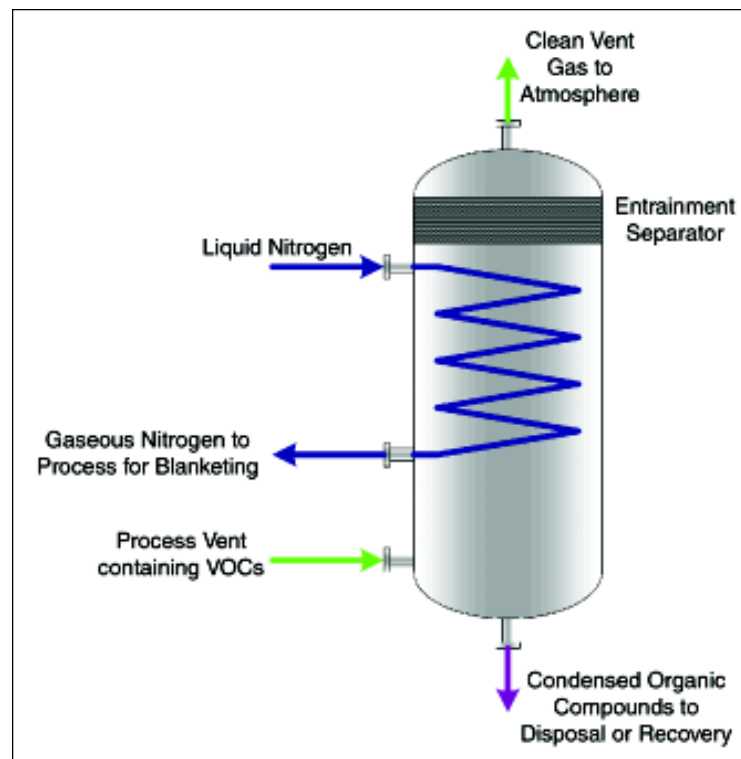 Clean Vent
Gas to
Atmosphere
Entrainment
Separator
Liquid Nitrogen
Gaseous Nitrogen to
Process for Blanketing
Process Vent
containing VOCs
Condensed Organic
Compounds to
Disposal or Recovery